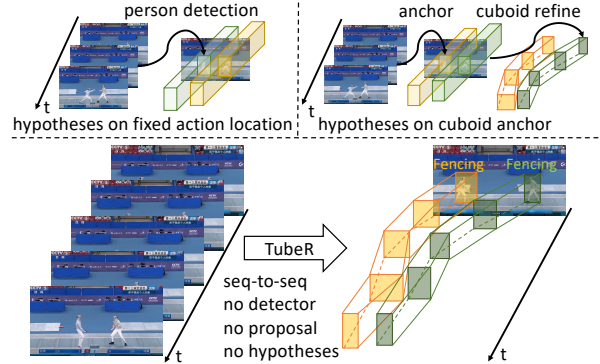 person detection
t
hypotheses on fixed action location
anchor
cuboid refine
t
hypotheses on cuboid anchor
TubeR
seq-to-seq
no detector
no proposal
no hypotheses
t
Fencing
Fencing
t